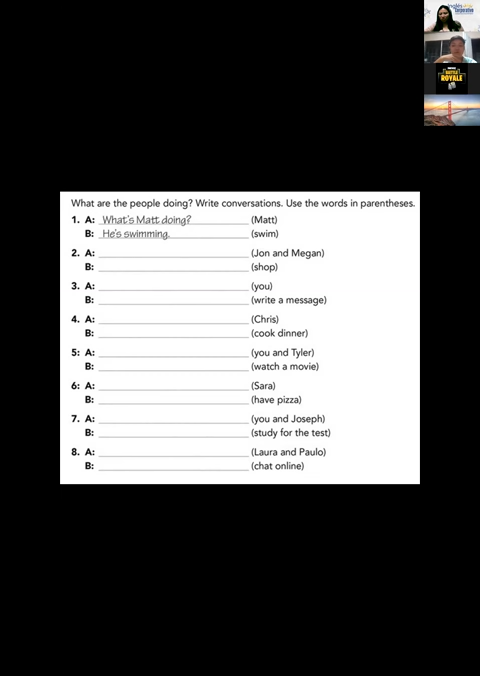 Inglés
Corporativo
BATTLE
ROYALE
What are the people doing? Write conversations. Use the words in parentheses.
1. A: What's Matt doing? (Matt)
B: He's swimming. (swim)
2. A: (Jon and Megan)
B: (shop)
3. A: (you)
B: (write a message)
4. A: (Chris)
B: (cook dinner)
5: A: (you and Tyler)
B: (watch a movie)
6: A: (Sara)
B: (have pizza)
7. A: (you and Joseph)
B: (study for the test)
8. A: (Laura and Paulo)
B: (chat online)